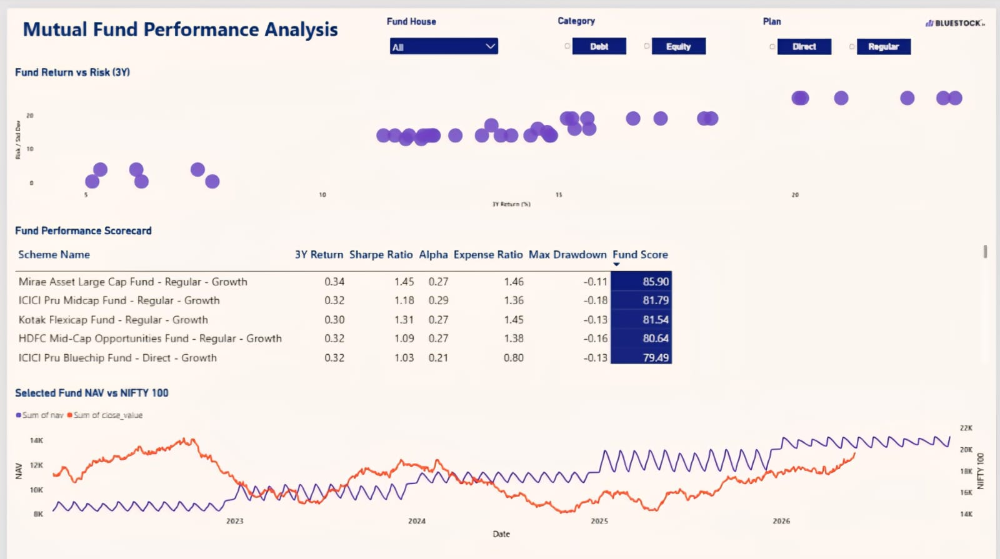 Mutual Fund Performance Analysis
Fund House
All
Category
Debt
Equity
Plan
Direct
Regular
BLUESTOCK
Fund Return vs Risk (3Y)
Risk / Std Dev
20
10
0
5
10
15
20
3Y Return (%)
Fund Performance Scorecard
Scheme Name 3Y Return Sharpe Ratio Alpha Expense Ratio Max Drawdown Fund Score
Mirae Asset Large Cap Fund - Regular - Growth 0.34 1.45 0.27 1.46 -0.11 85.90
ICICI Pru Midcap Fund - Regular - Growth 0.32 1.18 0.29 1.36 -0.18 81.79
Kotak Flexicap Fund - Regular - Growth 0.30 1.31 0.27 1.45 -0.13 81.54
HDFC Mid-Cap Opportunities Fund - Regular - Growth 0.32 1.09 0.27 1.38 -0.16 80.64
ICICI Pru Bluechip Fund - Direct - Growth 0.32 1.03 0.21 0.80 -0.13 79.49
Selected Fund NAV vs NIFTY 100
Sum of nav Sum of close_value
NAV
14K
12K
10K
8K
22K
20K
18K
16K
14K
NIFTY 100
2023
2024
2025
2026
Date